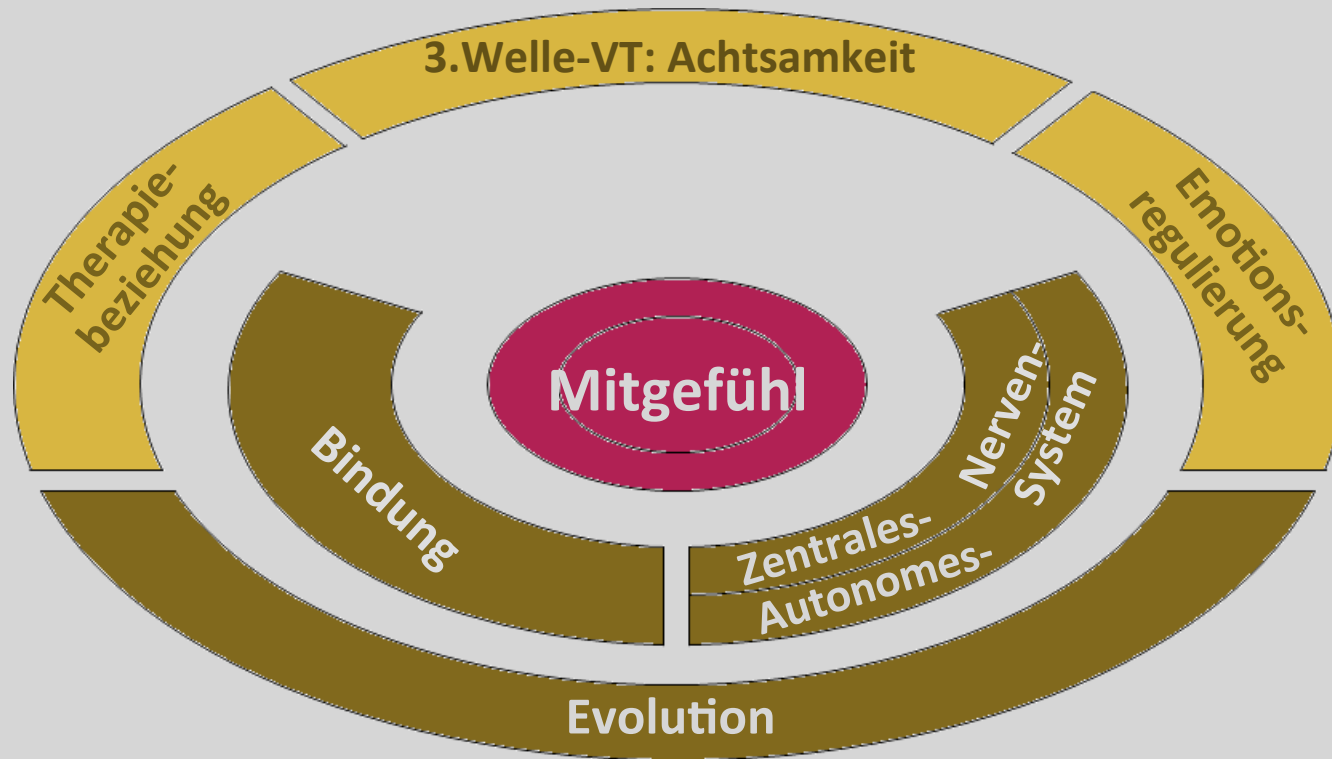 3.Welle-VT: Achtsamkeit
Therapie-
beziehung
Emotions-
regulierung
Mitgefühl
Bindung
Nerven-
System
Zentrales-
Autonomes-
Evolution